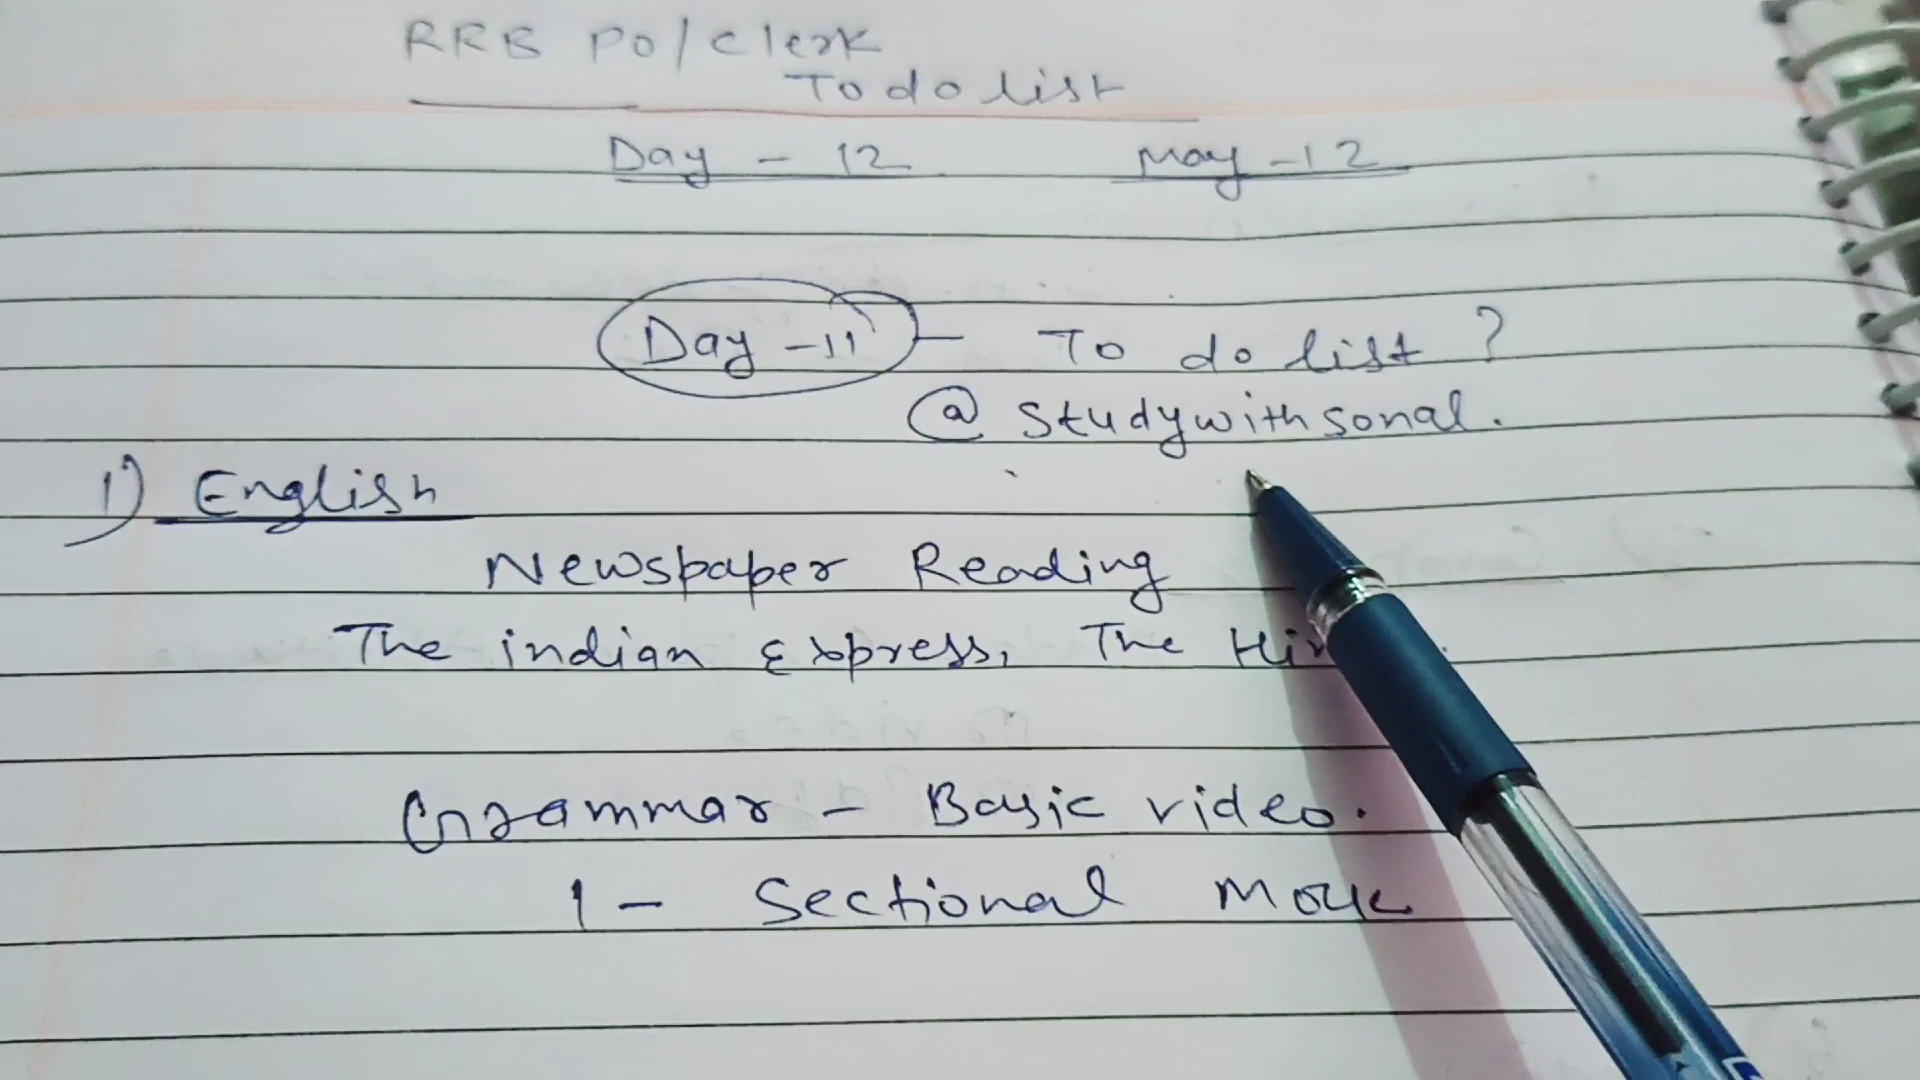 RRB PO/Clerk
To do list
Day - 12 May - 12
Day - 11 - To do list ?
@ studywithsonal.
1) English
Newspaper Reading
The indian Express, The
Grammar - Basic video.
1 - Sectional Mock